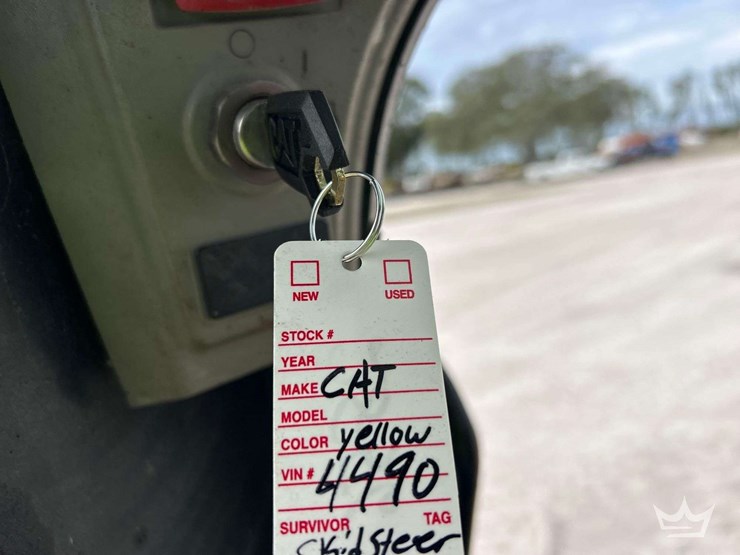 NEW USED
STOCK #
YEAR
MAKE CAT
MODEL
COLOR yellow
VIN # 4490
SURVIVOR TAG
Skid Steer